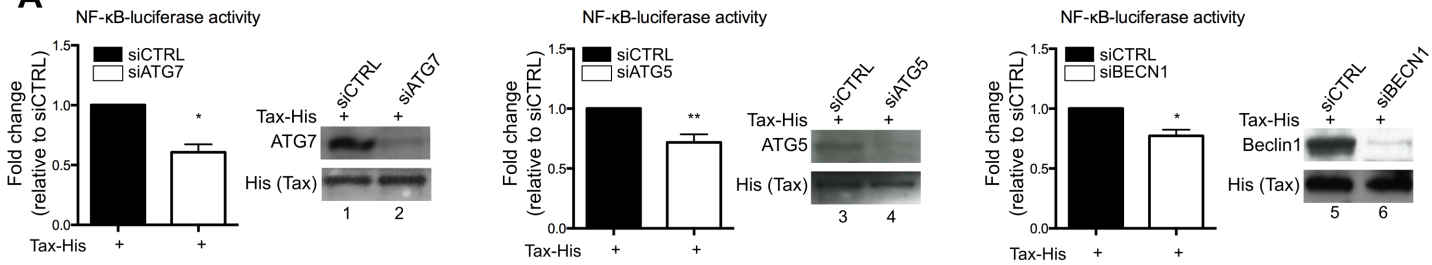 A
NF-κB-luciferase activity
Fold change
(relative to siCTRL)
1.5
1.0
0.5
0.0
siCTRL
siATG7
*
Tax-His + +
siCTRL siATG7
Tax-His + +
ATG7
His (Tax)
1 2
NF-κB-luciferase activity
Fold change
(relative to siCTRL)
1.5
1.0
0.5
0.0
siCTRL
siATG5
**
Tax-His + +
siCTRL siATG5
Tax-His + +
ATG5
His (Tax)
3 4
NF-κB-luciferase activity
Fold change
(relative to siCTRL)
1.5
1.0
0.5
0.0
siCTRL
siBECN1
*
Tax-His + +
siCTRL siBECN1
Tax-His + +
Beclin1
His (Tax)
5 6